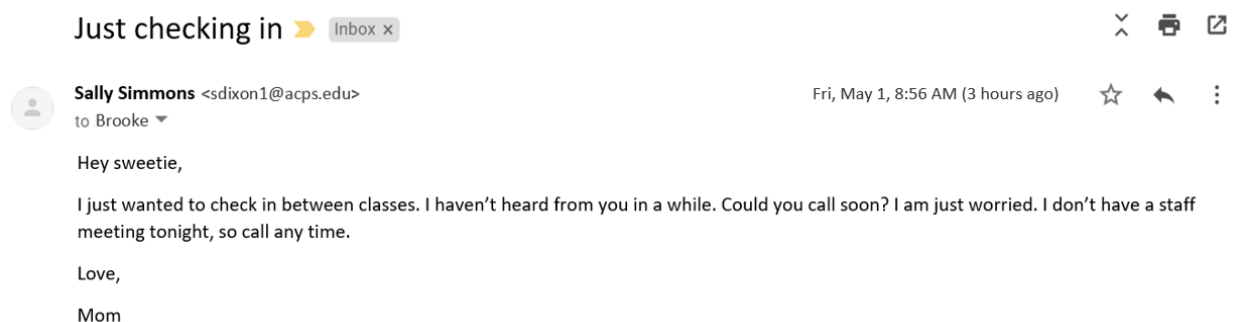 Just checking in Inbox ×
Sally Simmons <sdixon1@acps.edu> Fri, May 1, 8:56 AM (3 hours ago)
to Brooke
Hey sweetie,
I just wanted to check in between classes. I haven’t heard from you in a while. Could you call soon? I am just worried. I don’t have a staff
meeting tonight, so call any time.
Love,
Mom